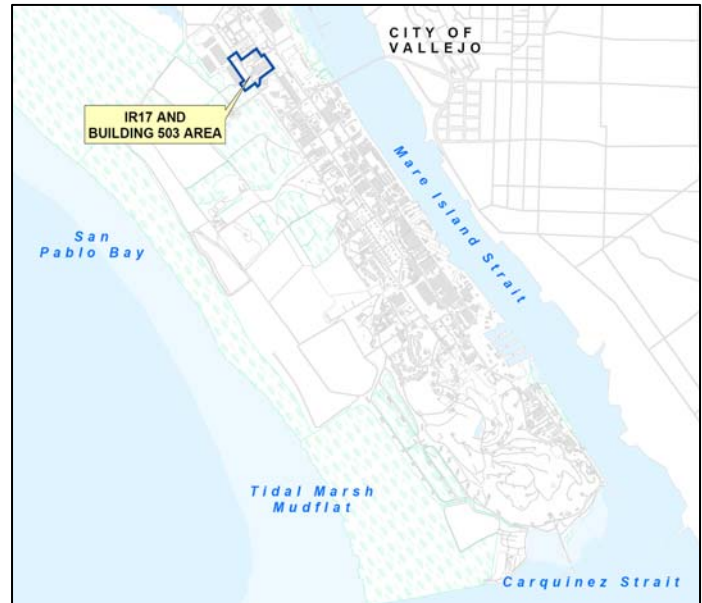 CITY OF
VALLEJO
IR17 AND
BUILDING 503 AREA
Mare Island Strait
San
Pablo Bay
Tidal Marsh
Mudflat
Carquinez Strait